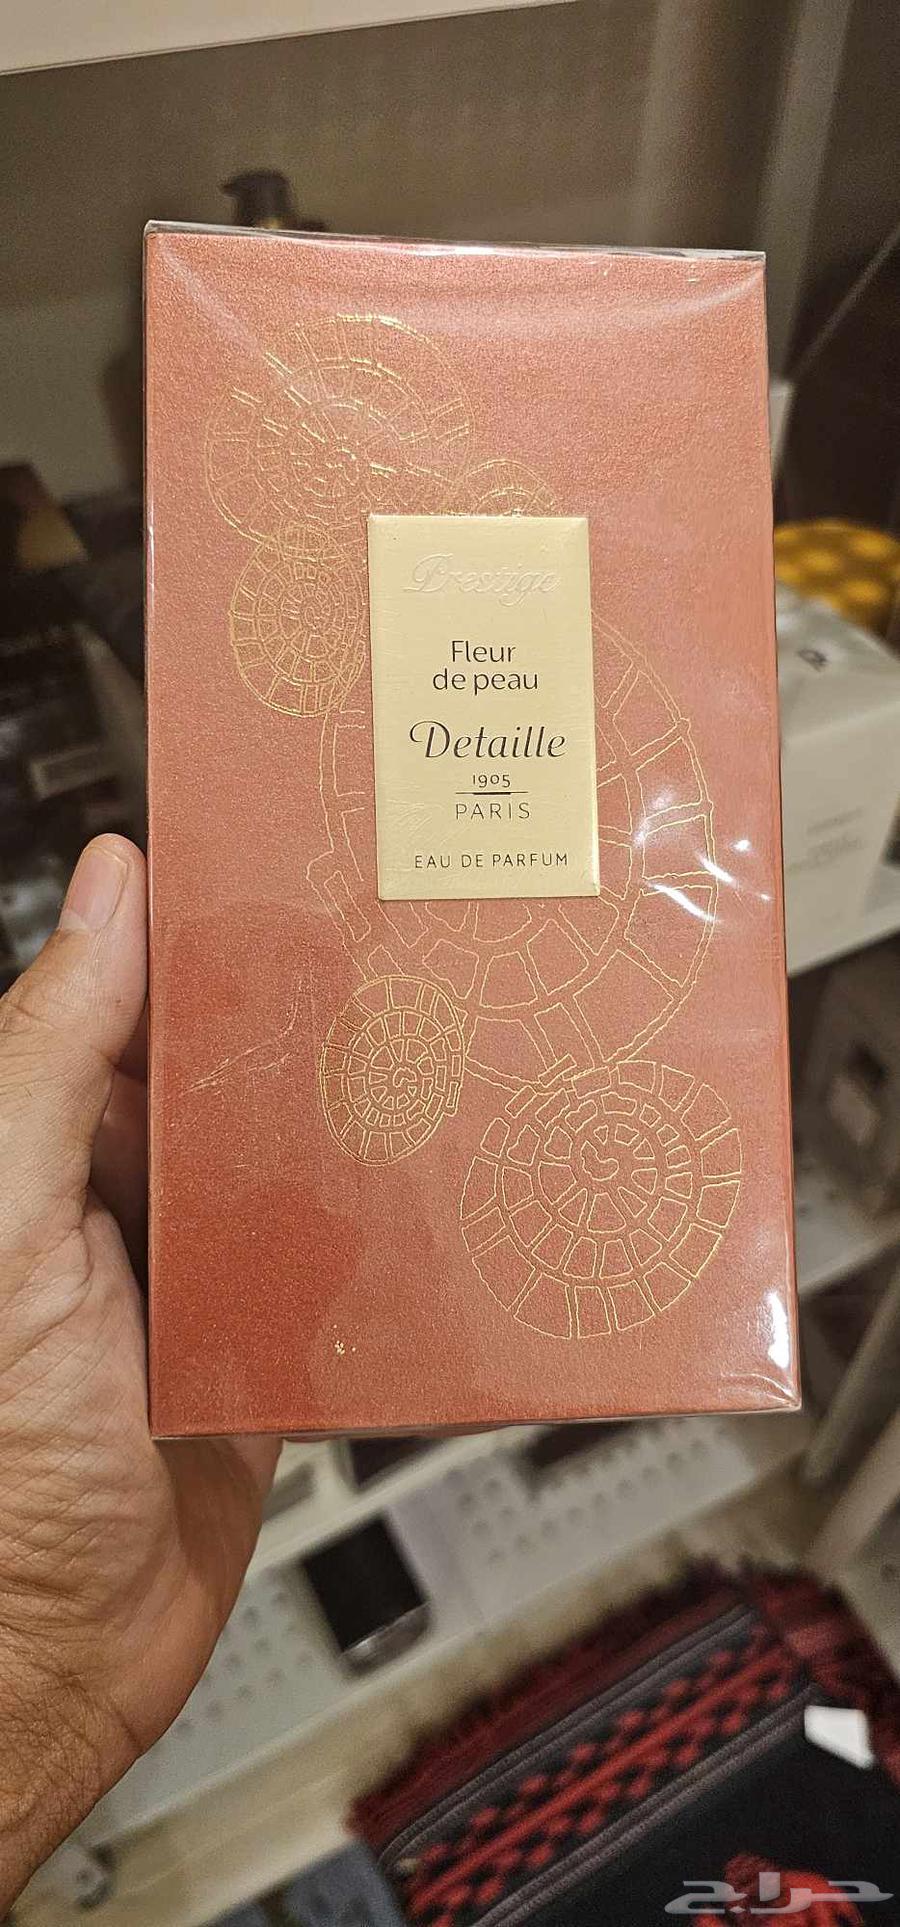 Prestige
Fleur
de peau
Detaille
1905
PARIS
EAU DE PARFUM
حراج